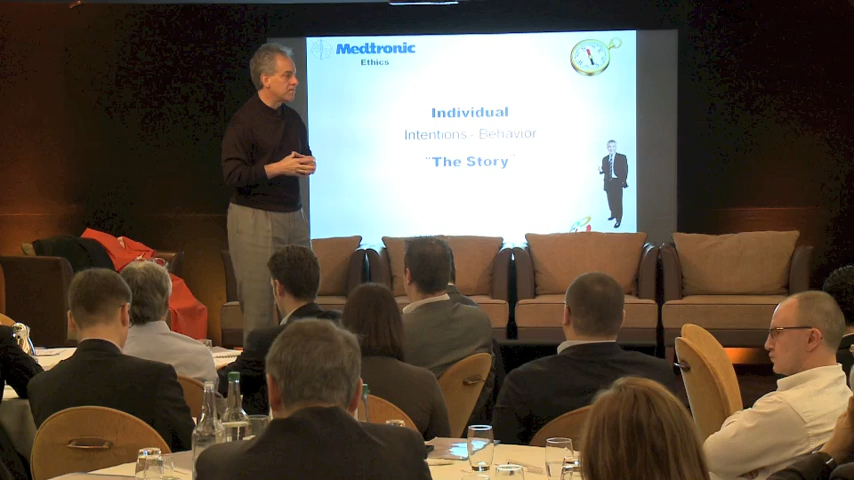 Medtronic
Ethics
Individual
Intentions - Behavior
"The Story"